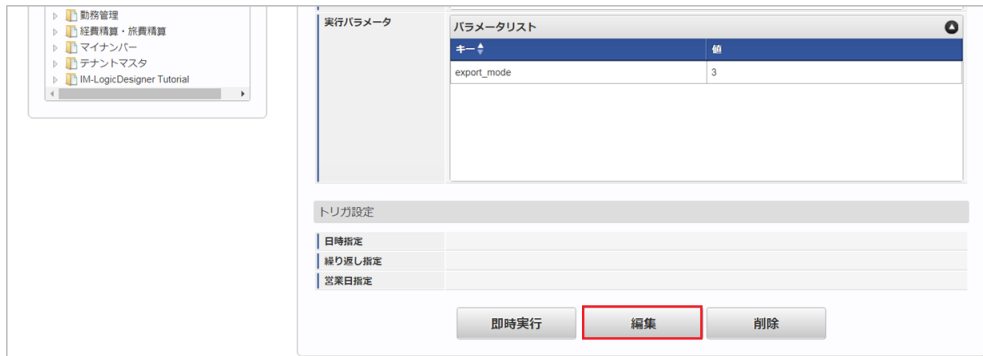 勤務管理
経費精算・旅費精算
マイナンバー
テナントマスタ
IM-LogicDesigner Tutorial
実行パラメータ
パラメータリスト
キー 値
export_mode 3
トリガ設定
日時指定
繰り返し指定
営業日指定
即時実行 編集 削除